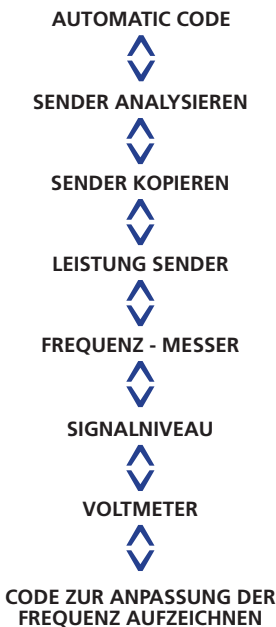 AUTOMATIC CODE
SENDER ANALYSIEREN
SENDER KOPIEREN
LEISTUNG SENDER
FREQUENZ - MESSER
SIGNALNIVEAU
VOLTMETER
CODE ZUR ANPASSUNG DER
FREQUENZ AUFZEICHNEN